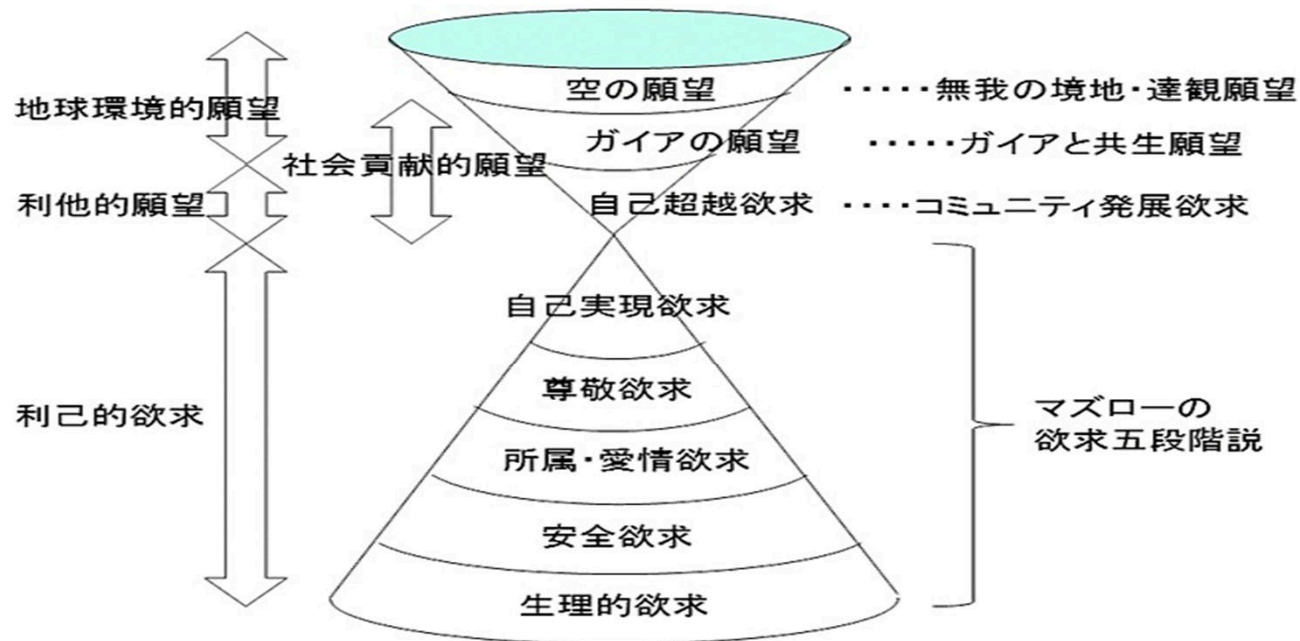 空の願望 ・・・・・無我の境地・達観願望
地球環境的願望
ガイアの願望 ・・・・・ガイアと共生願望
社会貢献的願望
利他的願望
自己超越欲求 ・・・・コミュニティ発展欲求
自己実現欲求
尊敬欲求
利己的欲求
マズローの
欲求五段階説
所属・愛情欲求
安全欲求
生理的欲求